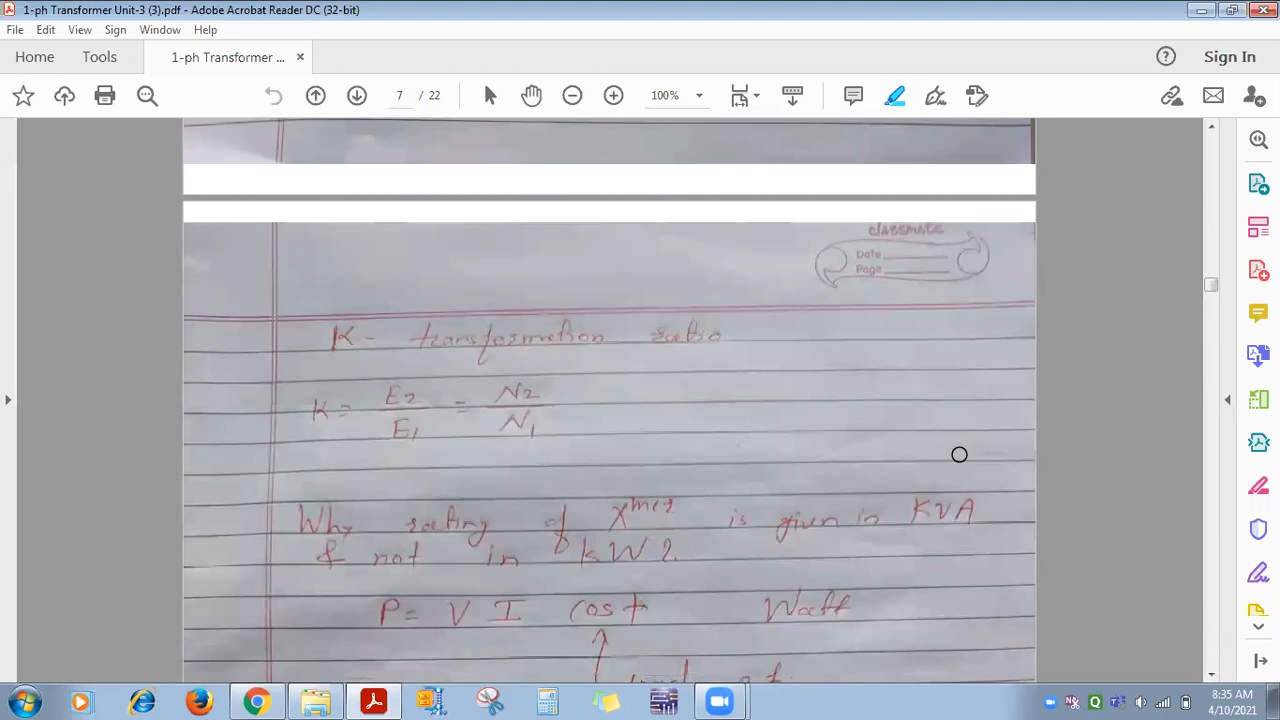 1-ph Transformer Unit-3 (3).pdf - Adobe Acrobat Reader DC (32-bit)
File Edit View Sign Window Help
Home Tools 1-ph Transformer ... × Sign In
7 / 22 100%
classmate
Date
Page
K - transformation ratio
K = E2/E1 = N2/N1
Why rating of Xmer is given in KVA
& not in kW ?
P = V I cos ϕ Watt
8:35 AM
4/10/2021